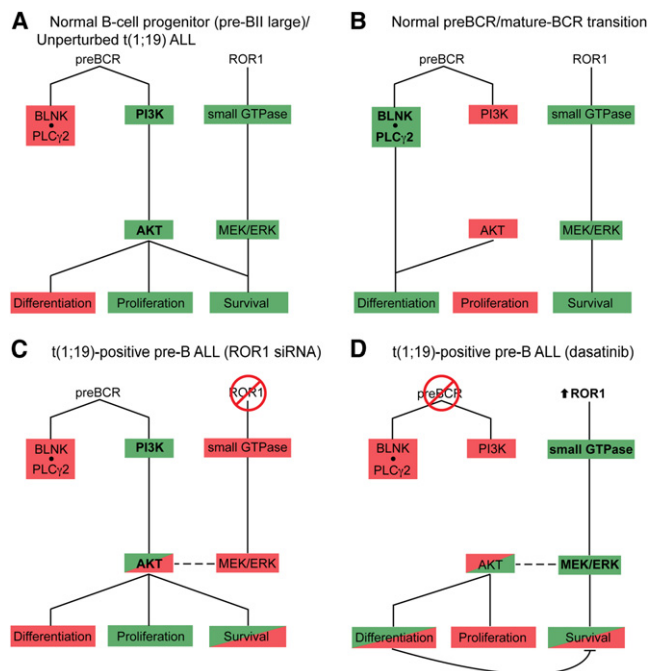 A Normal B-cell progenitor (pre-BII large)/
Unperturbed t(1;19) ALL
preBCR
ROR1
BLNK
•
PLCγ2
PI3K
small GTPase
AKT
MEK/ERK
Differentiation
Proliferation
Survival
B Normal preBCR/mature-BCR transition
preBCR
ROR1
BLNK
•
PLCγ2
PI3K
small GTPase
AKT
MEK/ERK
Differentiation
Proliferation
Survival
C t(1;19)-positive pre-B ALL (ROR1 siRNA)
preBCR
ROR1
BLNK
•
PLCγ2
PI3K
small GTPase
AKT
MEK/ERK
Differentiation
Proliferation
Survival
D t(1;19)-positive pre-B ALL (dasatinib)
preBCR
⬆ROR1
BLNK
•
PLCγ2
PI3K
small GTPase
AKT
MEK/ERK
Differentiation
Proliferation
Survival